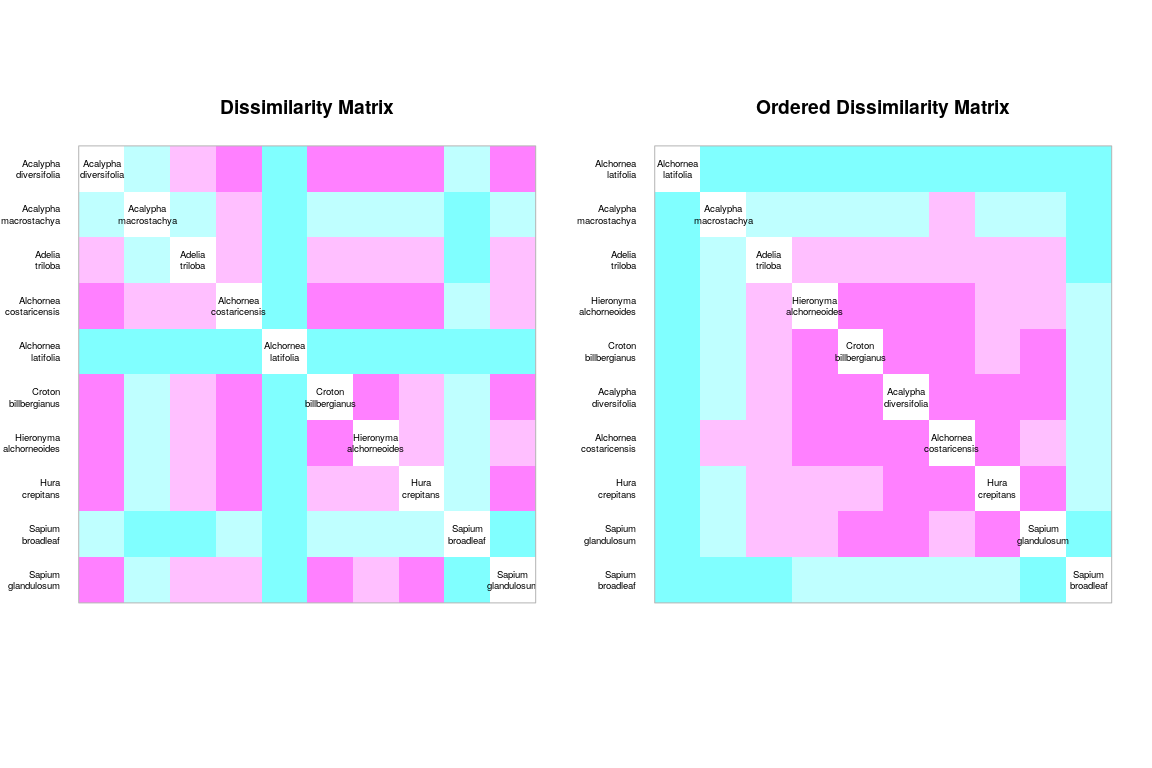 Dissimilarity Matrix
Acalypha
diversifolia
Acalypha
macrostachya
Adelia
triloba
Alchornea
costaricensis
Alchornea
latifolia
Croton
billbergianus
Hieronyma
alchorneoides
Hura
crepitans
Sapium
broadleaf
Sapium
glandulosum
Acalypha
diversifolia
Acalypha
macrostachya
Adelia
triloba
Alchornea
costaricensis
Alchornea
latifolia
Croton
billbergianus
Hieronyma
alchorneoides
Hura
crepitans
Sapium
broadleaf
Sapium
glandulosum
Ordered Dissimilarity Matrix
Alchornea
latifolia
Acalypha
macrostachya
Adelia
triloba
Hieronyma
alchorneoides
Croton
billbergianus
Acalypha
diversifolia
Alchornea
costaricensis
Hura
crepitans
Sapium
glandulosum
Sapium
broadleaf
Alchornea
latifolia
Acalypha
macrostachya
Adelia
triloba
Hieronyma
alchorneoides
Croton
billbergianus
Acalypha
diversifolia
Alchornea
costaricensis
Hura
crepitans
Sapium
glandulosum
Sapium
broadleaf